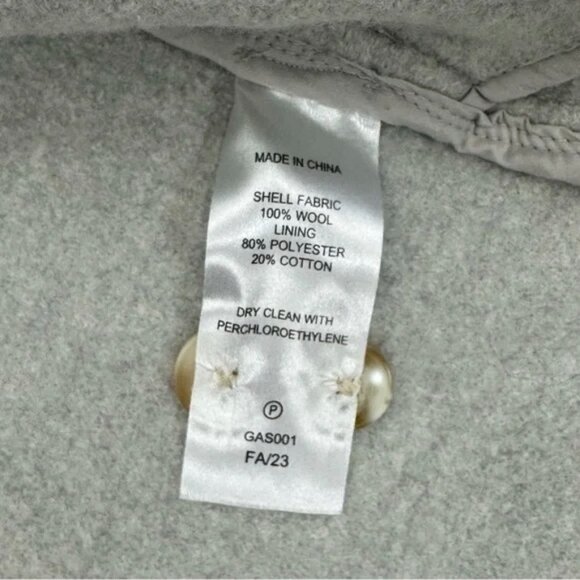 MADE IN CHINA
SHELL FABRIC
100% WOOL
LINING
80% POLYESTER
20% COTTON
DRY CLEAN WITH
PERCHLOROETHYLENE
P
GAS001
FA/23